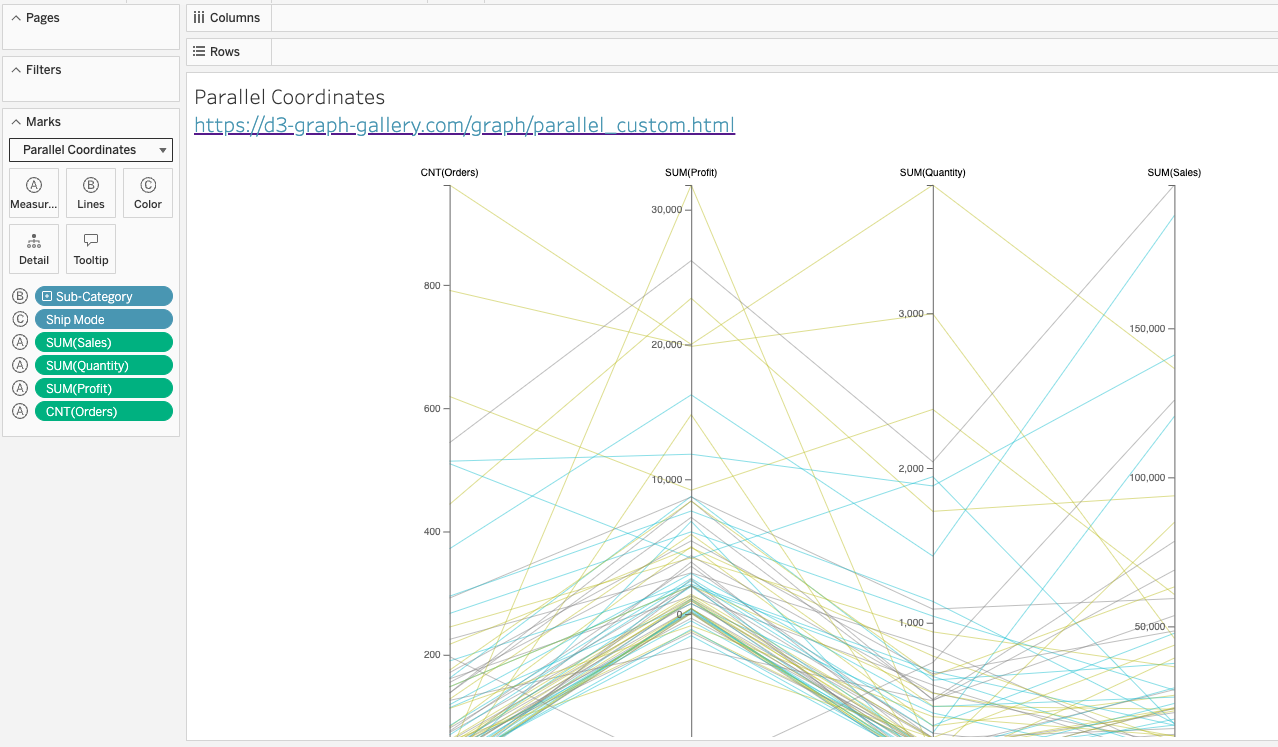 Pages
Columns
Rows
Filters
Marks
Parallel Coordinates
A
B
C
Measur...
Lines
Color
Detail
Tooltip
B Sub-Category
C Ship Mode
A SUM(Sales)
A SUM(Quantity)
A SUM(Profit)
A CNT(Orders)
Parallel Coordinates
https://d3-graph-gallery.com/graph/parallel_custom.html
CNT(Orders)
SUM(Profit)
SUM(Quantity)
SUM(Sales)
800
600
400
200
30,000
20,000
10,000
0
3,000
2,000
1,000
150,000
100,000
50,000